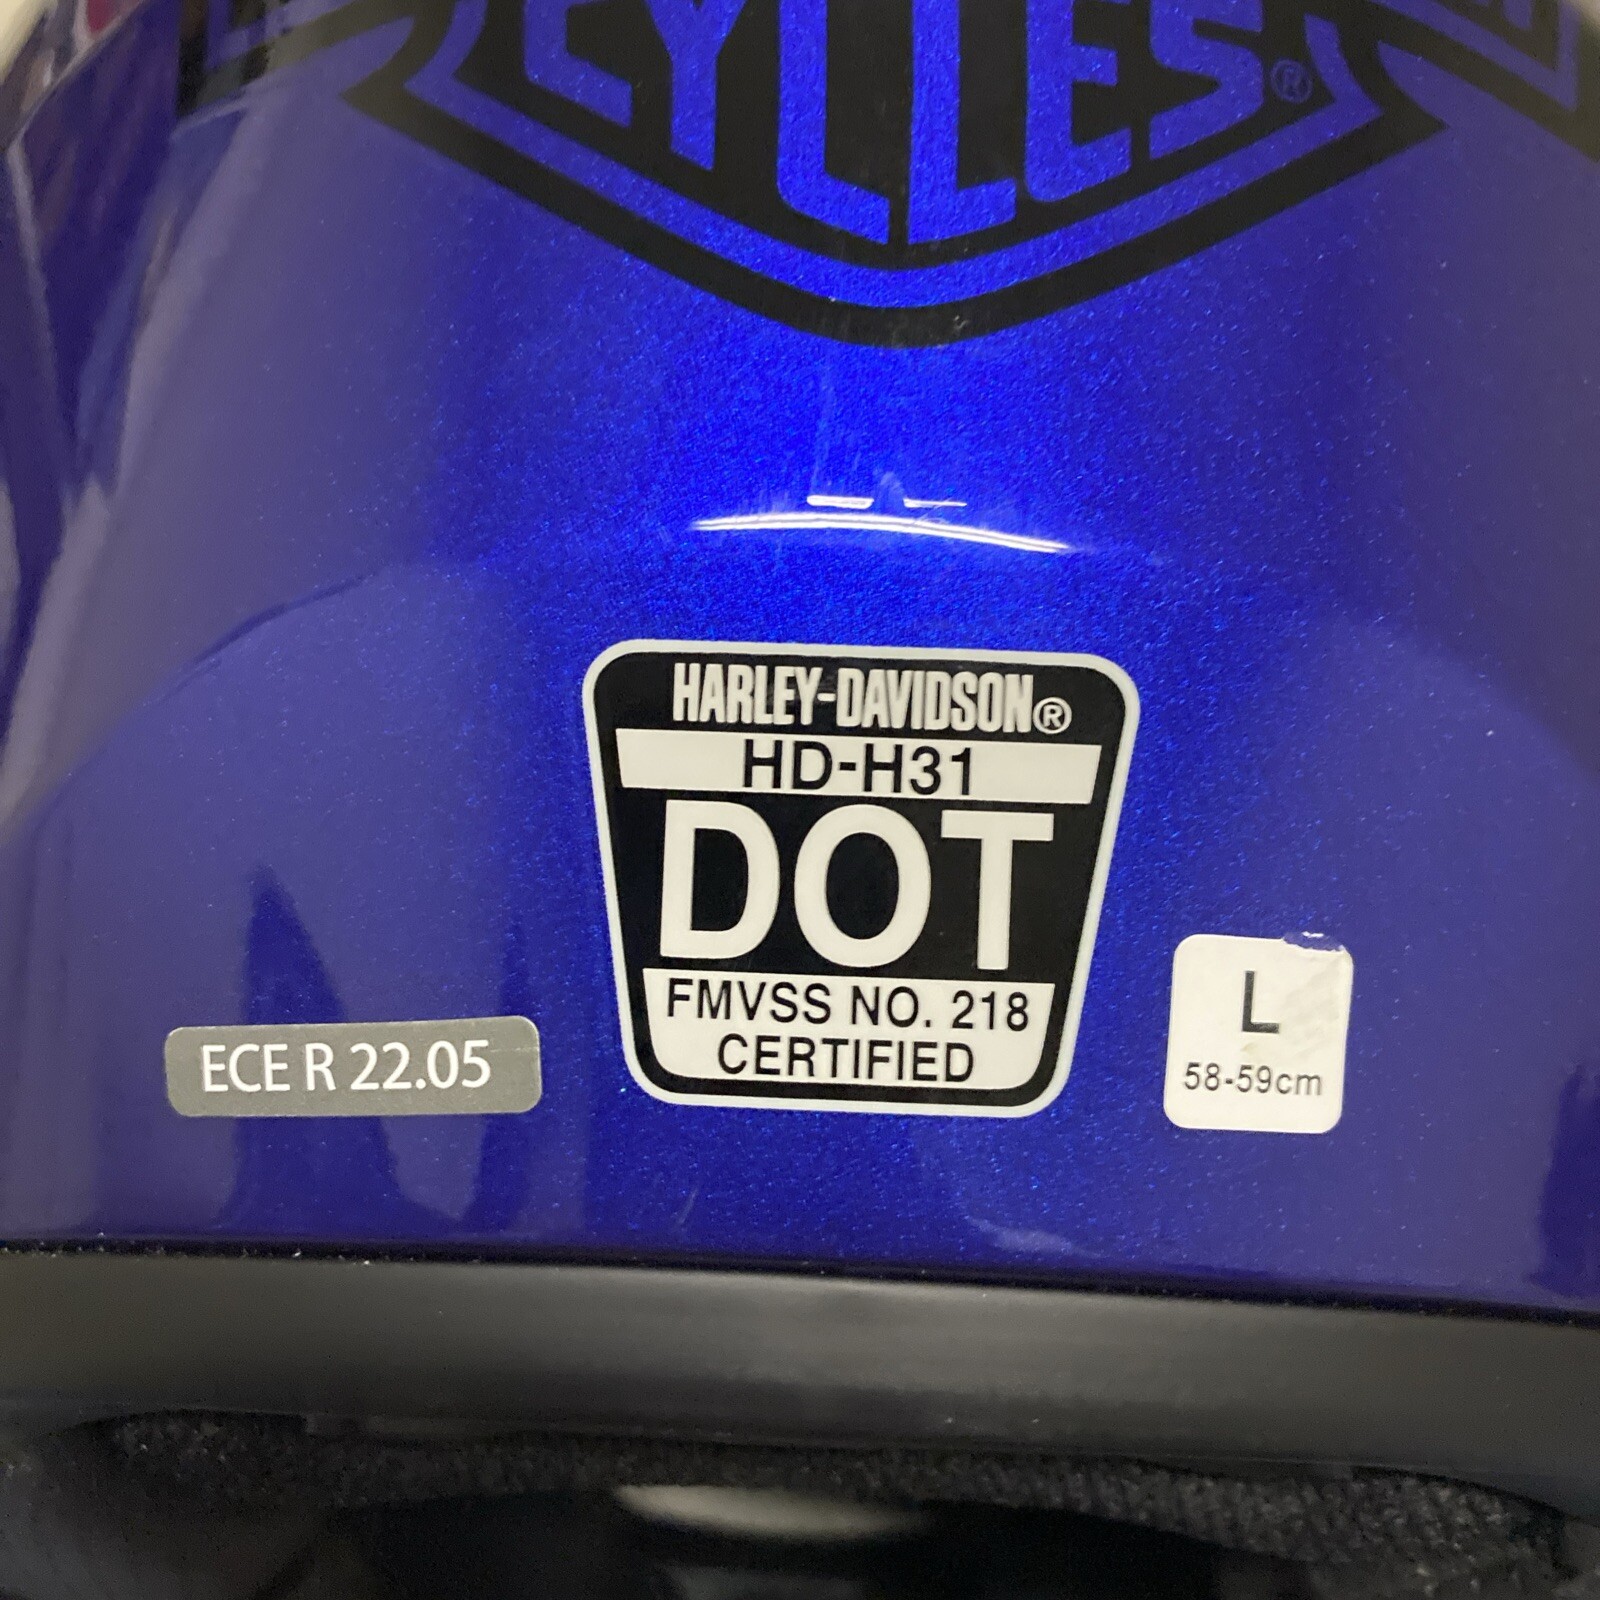 CYCLES®
HARLEY-DAVIDSON®
HD-H31
DOT
FMVSS NO. 218
CERTIFIED
ECE R 22.05
L
58-59cm